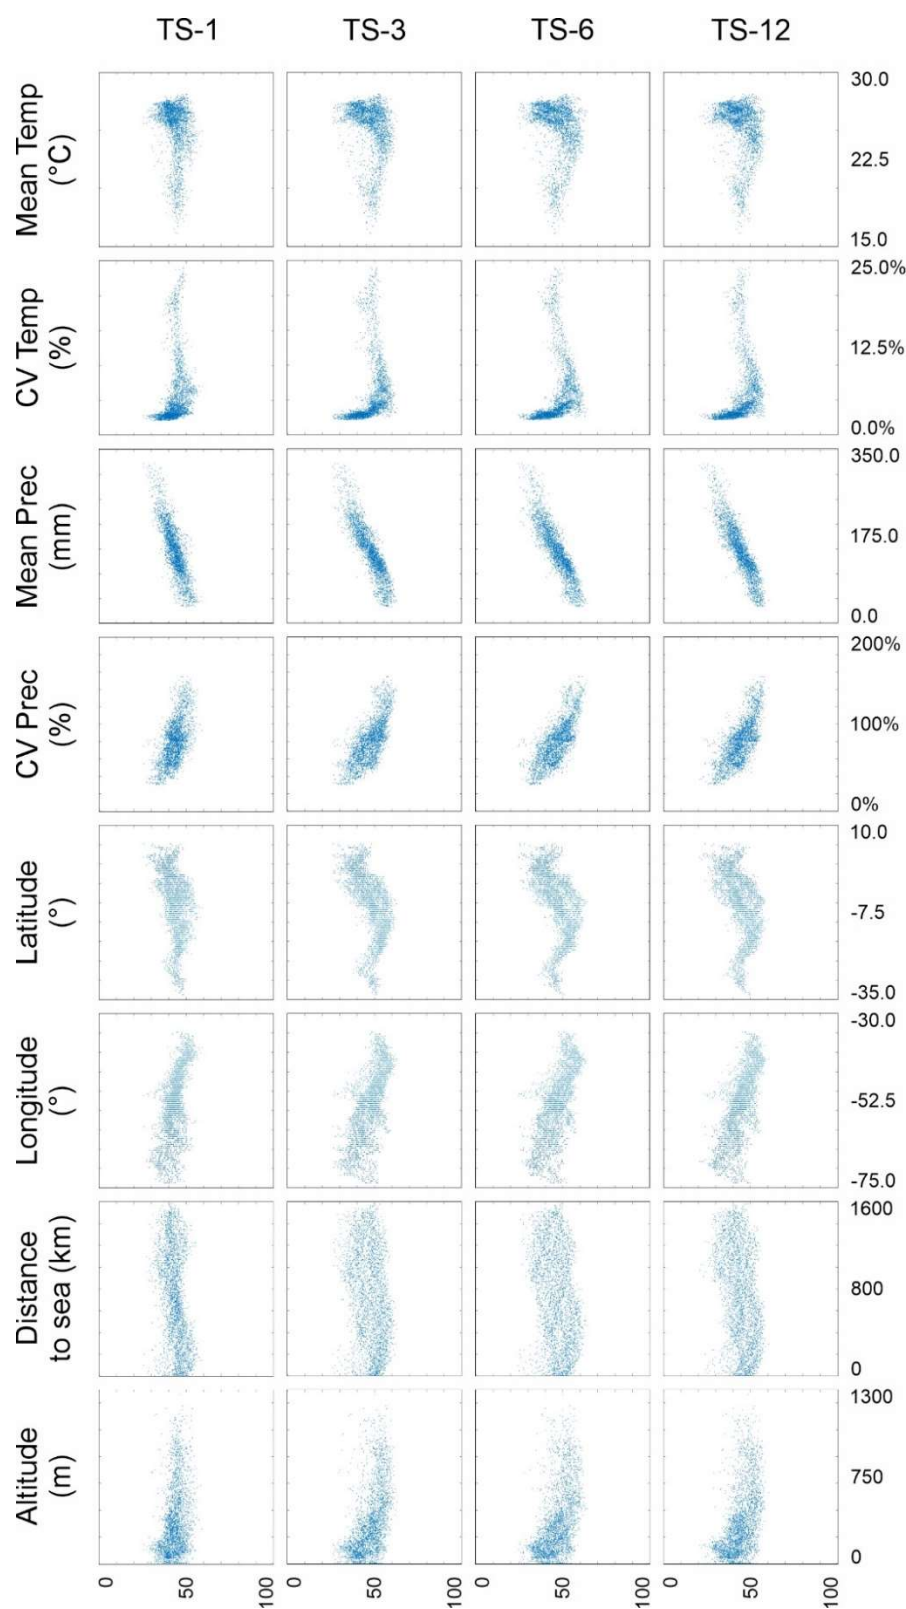 TS-1 TS-3 TS-6 TS-12
Mean Temp
(°C)
30.0
22.5
15.0
CV Temp
(%)
25.0%
12.5%
0.0%
Mean Prec
(mm)
350.0
175.0
0.0
CV Prec
(%)
200%
100%
0%
Latitude
(°)
10.0
-7.5
-35.0
Longitude
(°)
-30.0
-52.5
-75.0
Distance
to sea (km)
1600
800
0
Altitude
(m)
1300
750
0
0 50 100 0 50 100 0 50 100 0 50 100